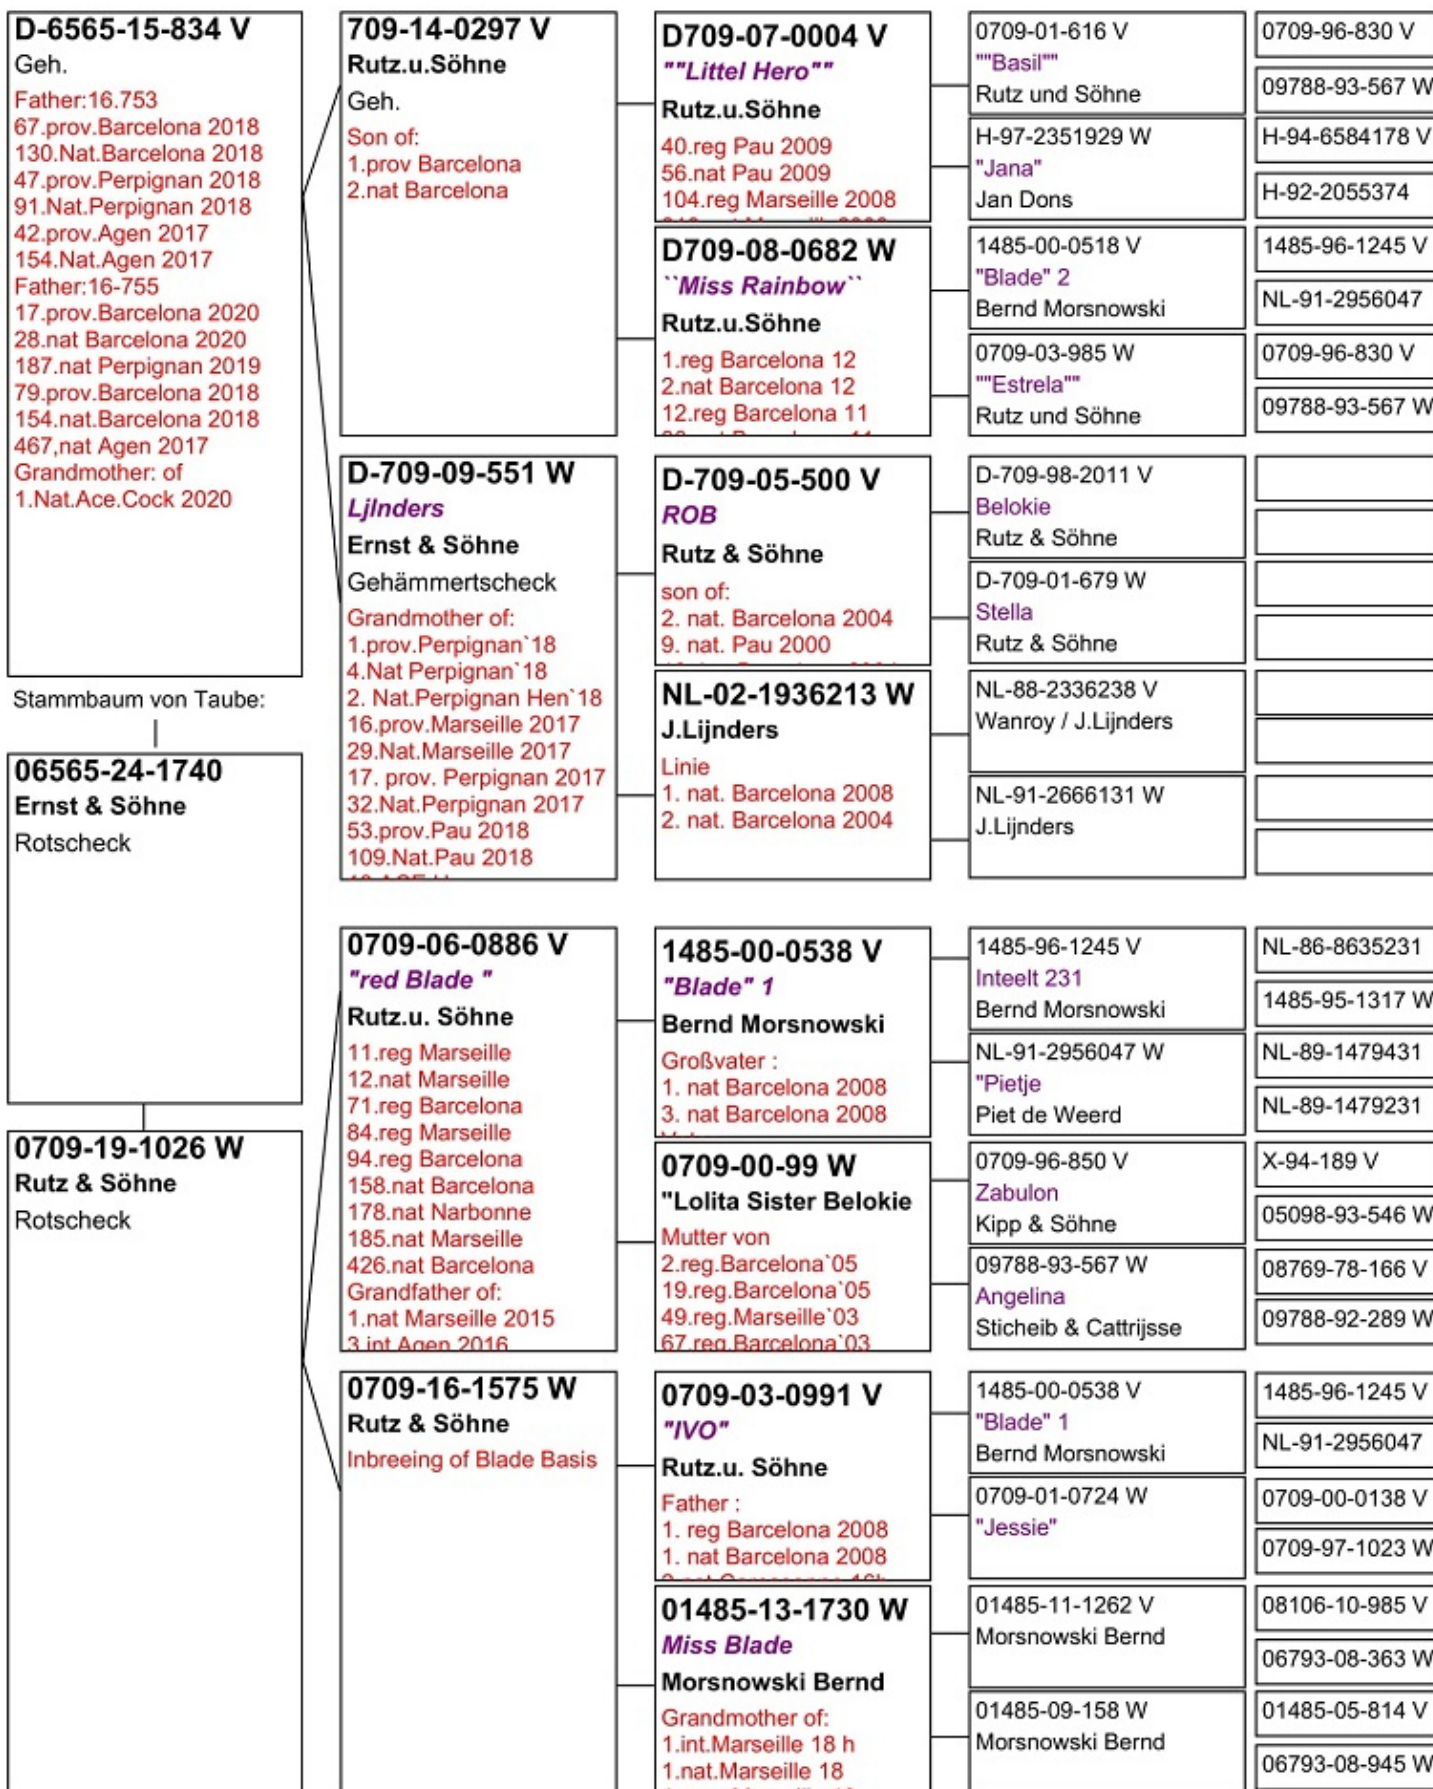 D-6565-15-834 V
Geh.
Father:16.753
67.prov.Barcelona 2018
130.Nat.Barcelona 2018
47.prov.Perpignan 2018
91.Nat.Perpignan 2018
42.prov.Agen 2017
154.Nat.Agen 2017
Father:16-755
17.prov.Barcelona 2020
28.nat Barcelona 2020
187.nat Perpignan 2019
79.prov.Barcelona 2018
154.nat.Barcelona 2018
467,nat Agen 2017
Grandmother: of
1.Nat.Ace.Cock 2020
Stammbaum von Taube:
06565-24-1740
Ernst & Söhne
Rotscheck
0709-19-1026 W
Rutz & Söhne
Rotscheck
709-14-0297 V
Rutz.u.Söhne
Geh.
Son of:
1.prov Barcelona
2.nat Barcelona
D-709-09-551 W
Ljlnders
Ernst & Söhne
Gehämmertscheck
Grandmother of:
1.prov.Perpignan`18
4.Nat Perpignan`18
2. Nat.Perpignan Hen`18
16.prov.Marseille 2017
29.Nat.Marseille 2017
17. prov. Perpignan 2017
32.Nat.Perpignan 2017
53.prov.Pau 2018
109.Nat.Pau 2018
0709-06-0886 V
"red Blade "
Rutz.u. Söhne
11.reg Marseille
12.nat Marseille
71.reg Barcelona
84.reg Marseille
94.reg Barcelona
158.nat Barcelona
178.nat Narbonne
185.nat Marseille
426.nat Barcelona
Grandfather of:
1.nat Marseille 2015
3.int Agen 2016
0709-16-1575 W
Rutz & Söhne
Inbreeing of Blade Basis
D709-07-0004 V
""Littel Hero""
Rutz.u.Söhne
40.reg Pau 2009
56.nat Pau 2009
104.reg Marseille 2008
D709-08-0682 W
``Miss Rainbow``
Rutz.u.Söhne
1.reg Barcelona 12
2.nat Barcelona 12
12.reg Barcelona 11
D-709-05-500 V
ROB
Rutz & Söhne
son of:
2. nat. Barcelona 2004
9. nat. Pau 2000
NL-02-1936213 W
J.Lijnders
Linie
1. nat. Barcelona 2008
2. nat. Barcelona 2004
1485-00-0538 V
"Blade" 1
Bernd Morsnowski
Großvater :
1. nat Barcelona 2008
3. nat Barcelona 2008
0709-00-99 W
"Lolita Sister Belokie
Mutter von
2.reg.Barcelona`05
19.reg.Barcelona`05
49.reg.Marseille`03
67.reg.Barcelona`03
0709-03-0991 V
"IVO"
Rutz.u. Söhne
Father :
1. reg Barcelona 2008
1. nat Barcelona 2008
01485-13-1730 W
Miss Blade
Morsnowski Bernd
Grandmother of:
1.int.Marseille 18 h
1.nat.Marseille 18
0709-01-616 V
""Basil""
Rutz und Söhne
H-97-2351929 W
"Jana"
Jan Dons
1485-00-0518 V
"Blade" 2
Bernd Morsnowski
0709-03-985 W
""Estrela""
Rutz und Söhne
D-709-98-2011 V
Belokie
Rutz & Söhne
D-709-01-679 W
Stella
Rutz & Söhne
NL-88-2336238 V
Wanroy / J.Lijnders
NL-91-2666131 W
J.Lijnders
1485-96-1245 V
Inteelt 231
Bernd Morsnowski
NL-91-2956047 W
"Pietje
Piet de Weerd
0709-96-850 V
Zabulon
Kipp & Söhne
09788-93-567 W
Angelina
Sticheib & Cattrijsse
1485-00-0538 V
"Blade" 1
Bernd Morsnowski
0709-01-0724 W
"Jessie"
01485-11-1262 V
Morsnowski Bernd
01485-09-158 W
Morsnowski Bernd
0709-96-830 V
09788-93-567 W
H-94-6584178 V
H-92-2055374
1485-96-1245 V
NL-91-2956047
0709-96-830 V
09788-93-567 W
NL-86-8635231
1485-95-1317 W
NL-89-1479431
NL-89-1479231
X-94-189 V
05098-93-546 W
08769-78-166 V
09788-92-289 W
1485-96-1245 V
NL-91-2956047
0709-00-0138 V
0709-97-1023 W
08106-10-985 V
06793-08-363 W
01485-05-814 V
06793-08-945 W